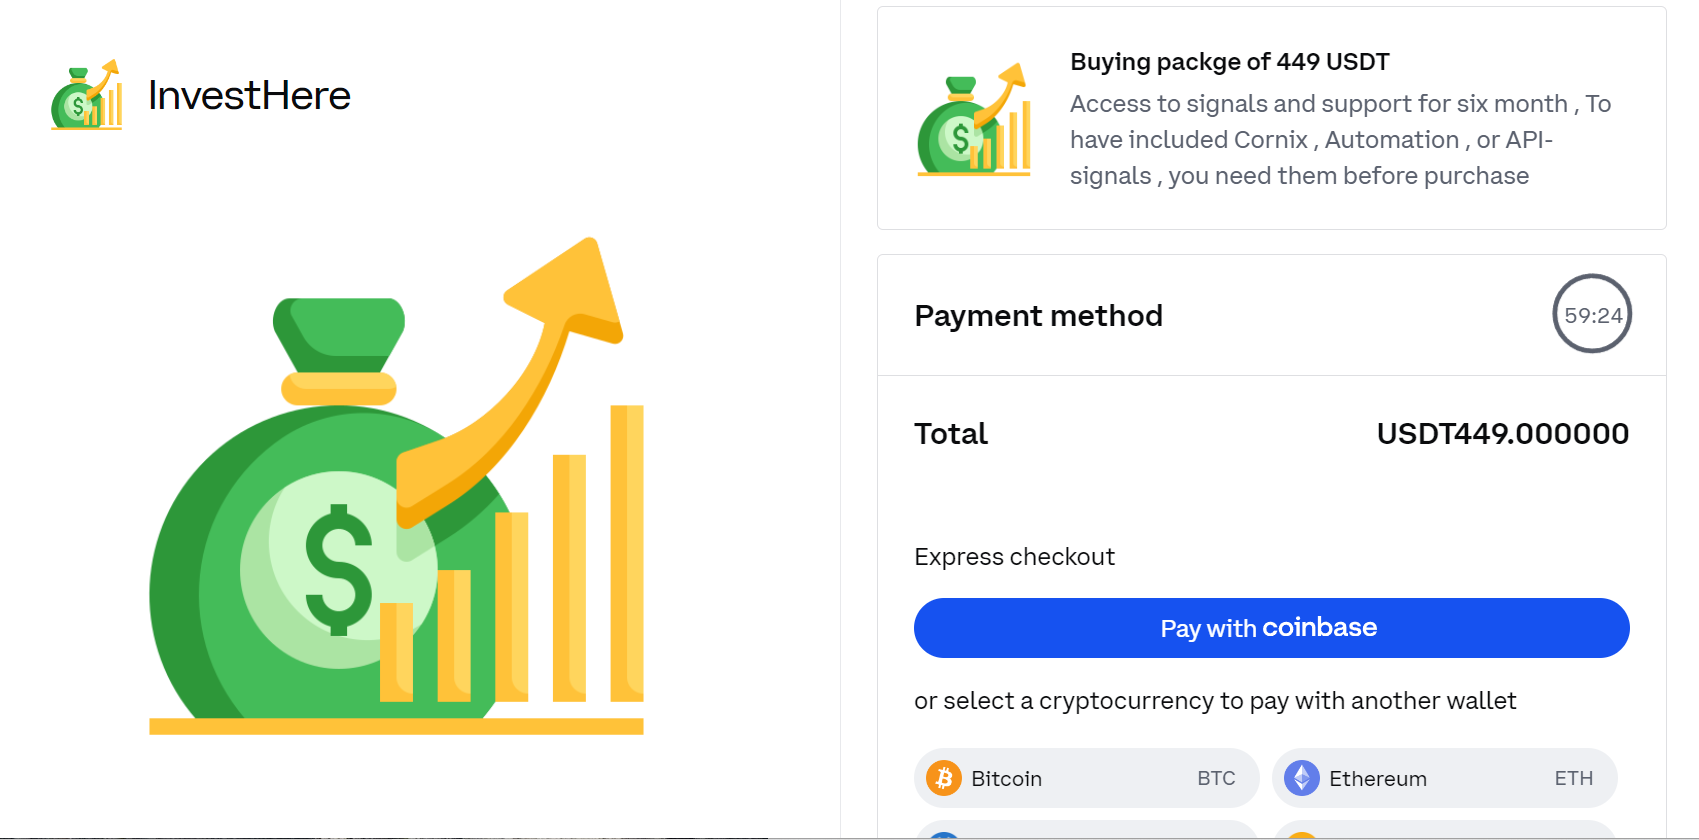 InvestHere
$
Buying packge of 449 USDT
Access to signals and support for six month , To
have included Cornix , Automation , or API-
signals , you need them before purchase
$
Payment method
59:24
Total
USDT449.000000
Express checkout
Pay with coinbase
or select a cryptocurrency to pay with another wallet
Bitcoin BTC
Ethereum ETH
$